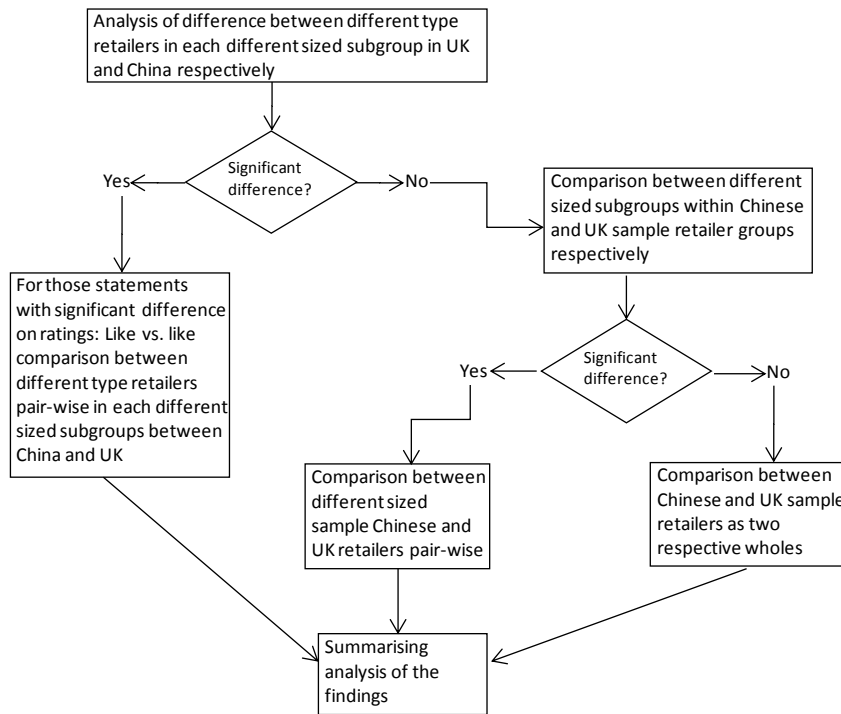 Analysis of difference between different type
retailers in each different sized subgroup in UK
and China respectively
Significant
difference?
Yes
No
Comparison between different
sized subgroups within Chinese
and UK sample retailer groups
respectively
For those statements
with significant difference
on ratings: Like vs. like
comparison between
different type retailers
pair-wise in each different
sized subgroups between
China and UK
Significant
difference?
Yes
No
Comparison between
different sized
sample Chinese and
UK retailers pair-wise
Comparison between
Chinese and UK sample
retailers as two
respective wholes
Summarising
analysis of the
findings